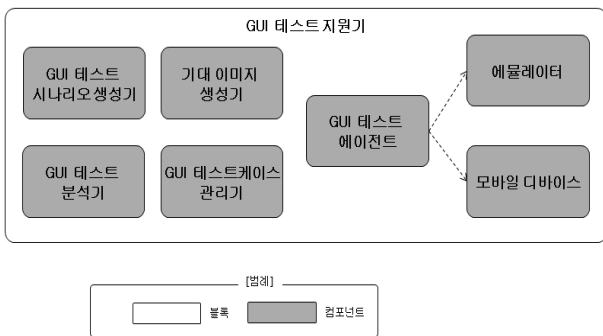 GUI 테스트 지원기
GUI 테스트
시나리오 생성기
기대 이미지
생성기
GUI 테스트
분석기
GUI 테스트케이스
관리기
GUI 테스트
에이전트
에뮬레이터
모바일 디바이스
[범례]
블록
컴포넌트